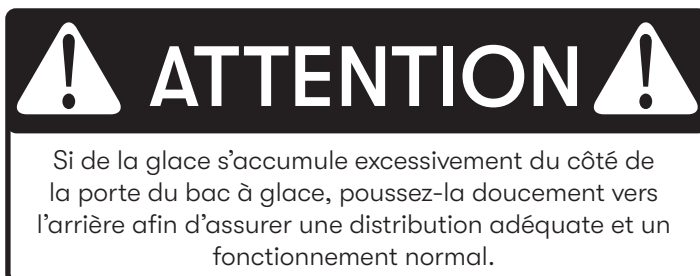 ATTENTION
Si de la glace s’accumule excessivement du côté de
la porte du bac à glace, poussez-la doucement vers
l’arrière afin d’assurer une distribution adéquate et un
fonctionnement normal.